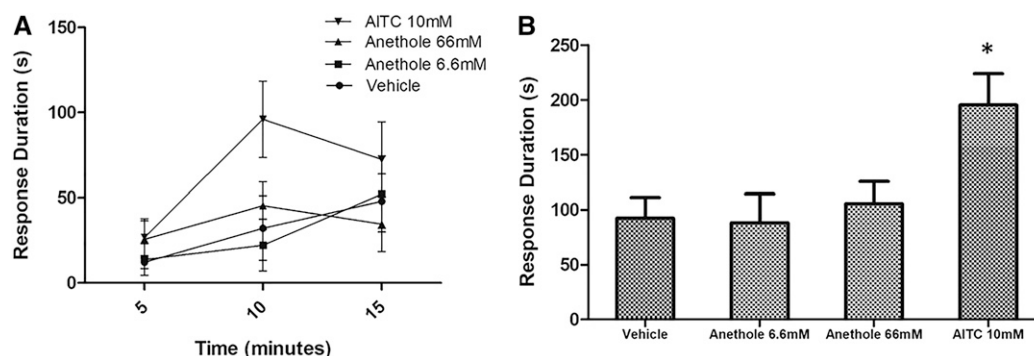 A
Response Duration (s)
150
100
50
0
5
10
15
Time (minutes)
AITC 10mM
Anethole 66mM
Anethole 6.6mM
Vehicle
B
Response Duration (s)
250
200
150
100
50
0
*
Vehicle
Anethole 6.6mM
Anethole 66mM
AITC 10mM